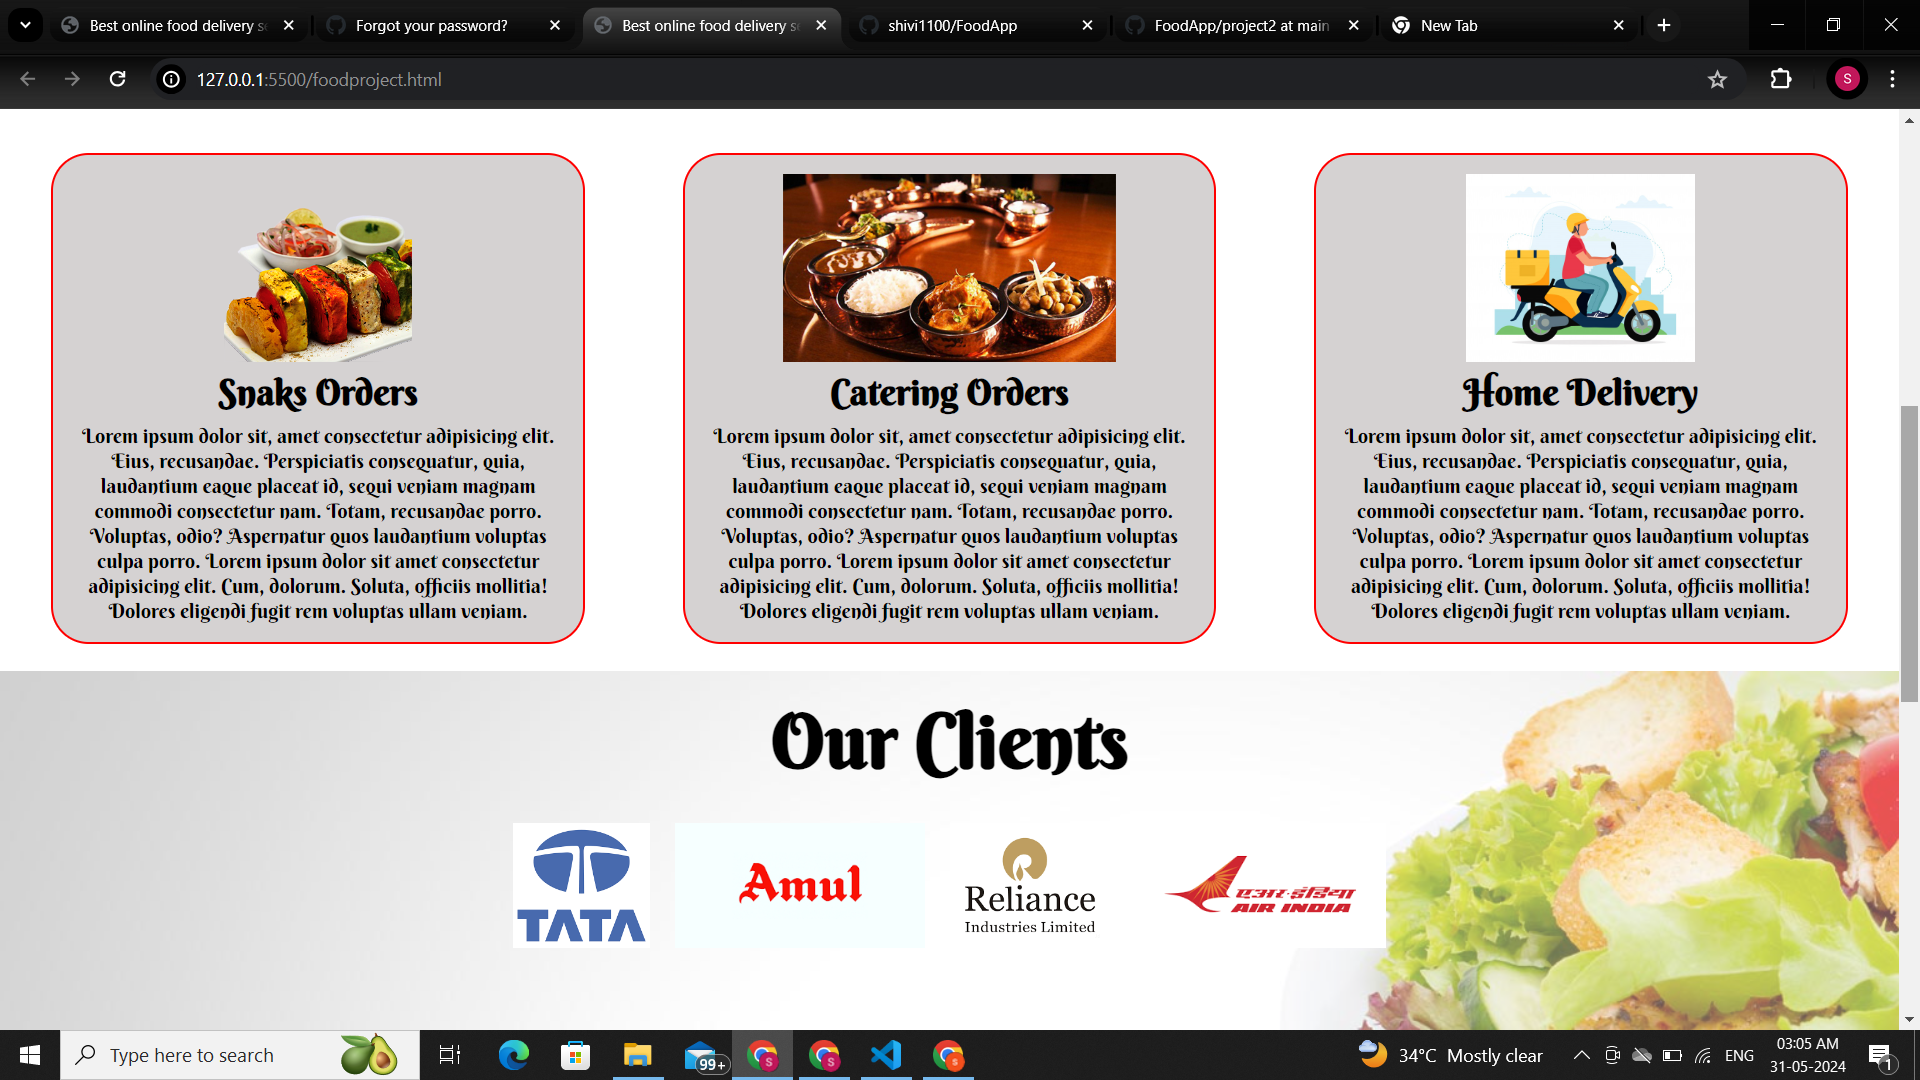 Best online food delivery s
Forgot your password?
Best online food delivery s
shivi1100/FoodApp
FoodApp/project2 at main
New Tab
127.0.0.1:5500/foodproject.html
S
Snaks Orders
Lorem ipsum dolor sit, amet consectetur adipisicing elit.
Eius, recusandae. Perspiciatis consequatur, quia,
laudantium eaque placeat id, sequi veniam magnam
commodi consectetur nam. Totam, recusandae porro.
Voluptas, odio? Aspernatur quos laudantium voluptas
culpa porro. Lorem ipsum dolor sit amet consectetur
adipisicing elit. Cum, dolorum. Soluta, officiis mollitia!
Dolores eligendi fugit rem voluptas ullam veniam.
Catering Orders
Lorem ipsum dolor sit, amet consectetur adipisicing elit.
Eius, recusandae. Perspiciatis consequatur, quia,
laudantium eaque placeat id, sequi veniam magnam
commodi consectetur nam. Totam, recusandae porro.
Voluptas, odio? Aspernatur quos laudantium voluptas
culpa porro. Lorem ipsum dolor sit amet consectetur
adipisicing elit. Cum, dolorum. Soluta, officiis mollitia!
Dolores eligendi fugit rem voluptas ullam veniam.
Home Delivery
Lorem ipsum dolor sit, amet consectetur adipisicing elit.
Eius, recusandae. Perspiciatis consequatur, quia,
laudantium eaque placeat id, sequi veniam magnam
commodi consectetur nam. Totam, recusandae porro.
Voluptas, odio? Aspernatur quos laudantium voluptas
culpa porro. Lorem ipsum dolor sit amet consectetur
adipisicing elit. Cum, dolorum. Soluta, officiis mollitia!
Dolores eligendi fugit rem voluptas ullam veniam.
Our Clients
TATA
Amul
Reliance
Industries Limited
एअर-इंडिया
AIR INDIA
Type here to search
99+
S
S
S
34°C Mostly clear
ENG
03:05 AM
31-05-2024
1